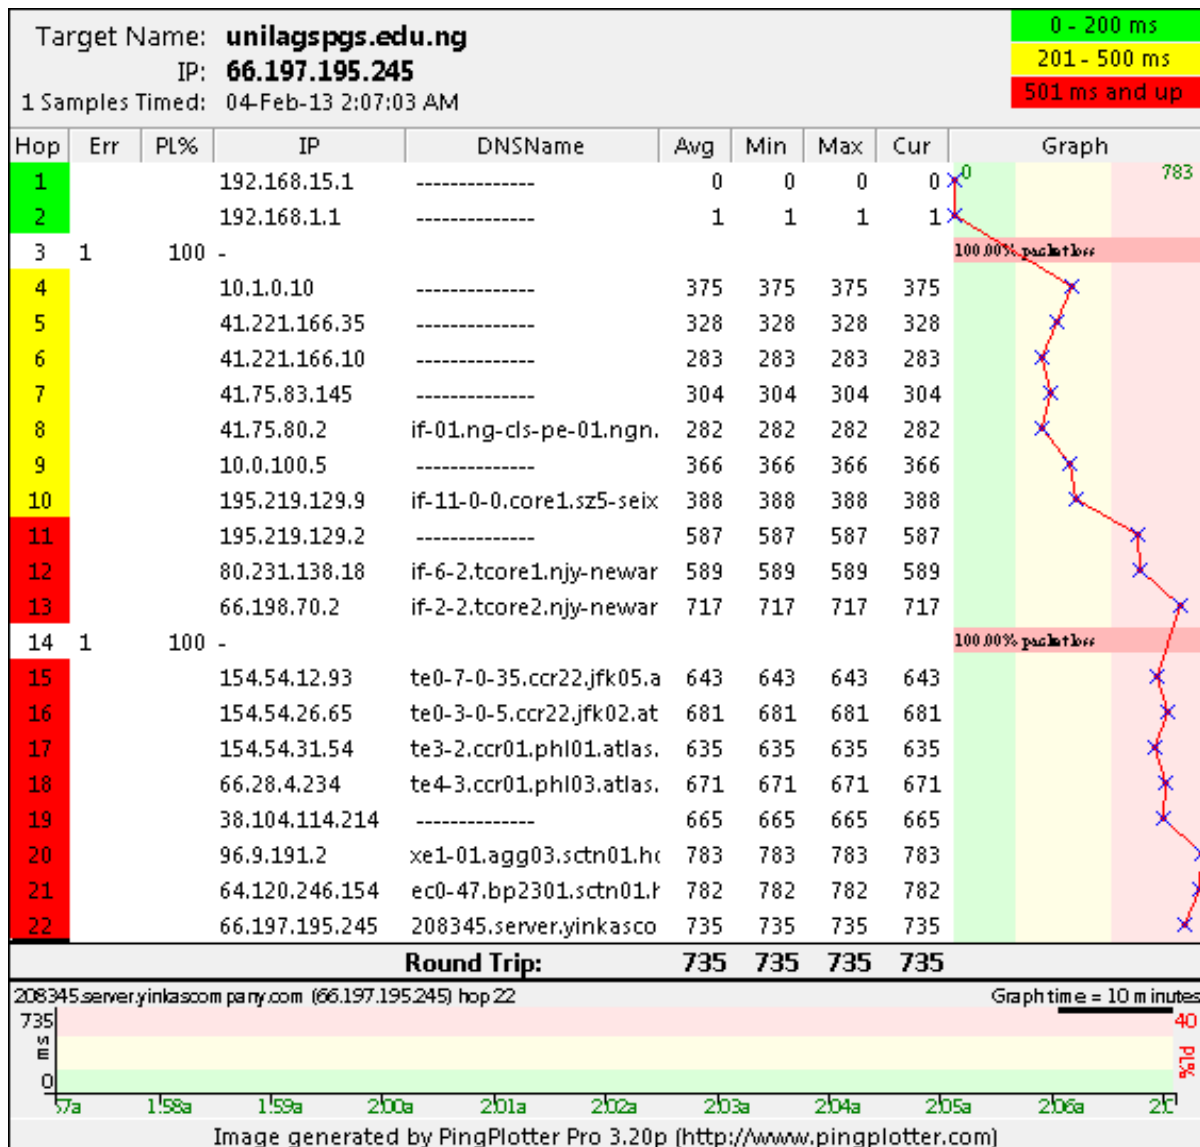 Target Name: unilagspgs.edu.ng
IP: 66.197.195.245
1 Samples Timed: 04-Feb-13 2:07:03 AM
0 - 200 ms
201 - 500 ms
501 ms and up
Hop Err PL% IP DNSName Avg Min Max Cur Graph
1 192.168.15.1 -------------- 0 0 0 0 0 783
2 192.168.1.1 -------------- 1 1 1 1
3 1 100 - 100.00% packet loss
4 10.1.0.10 -------------- 375 375 375 375
5 41.221.166.35 -------------- 328 328 328 328
6 41.221.166.10 -------------- 283 283 283 283
7 41.75.83.145 -------------- 304 304 304 304
8 41.75.80.2 if-01.ng-cls-pe-01.ngn. 282 282 282 282
9 10.0.100.5 -------------- 366 366 366 366
10 195.219.129.9 if-11-0-0.core1.sz5-seix 388 388 388 388
11 195.219.129.2 -------------- 587 587 587 587
12 80.231.138.18 if-6-2.tcore1.njy-newar 589 589 589 589
13 66.198.70.2 if-2-2.tcore2.njy-newar 717 717 717 717
14 1 100 - 100.00% packet loss
15 154.54.12.93 te0-7-0-35.ccr22.jfk05.a 643 643 643 643
16 154.54.26.65 te0-3-0-5.ccr22.jfk02.at 681 681 681 681
17 154.54.31.54 te3-2.ccr01.phl01.atlas. 635 635 635 635
18 66.28.4.234 te4-3.ccr01.phl03.atlas. 671 671 671 671
19 38.104.114.214 -------------- 665 665 665 665
20 96.9.191.2 xe1-01.agg03.sctn01.ho 783 783 783 783
21 64.120.246.154 ec0-47.bp2301.sctn01.h 782 782 782 782
22 66.197.195.245 208345.server.yinkasco 735 735 735 735
Round Trip: 735 735 735 735
208345.server.yinkascompany.com (66.197.195.245) hop 22 Graph time = 10 minutes
735 40
ms PL%
0
57a 1:58a 1:59a 2:00a 2:01a 2:02a 2:03a 2:04a 2:05a 2:06a 2:0
Image generated by PingPlotter Pro 3.20p (http://www.pingplotter.com)